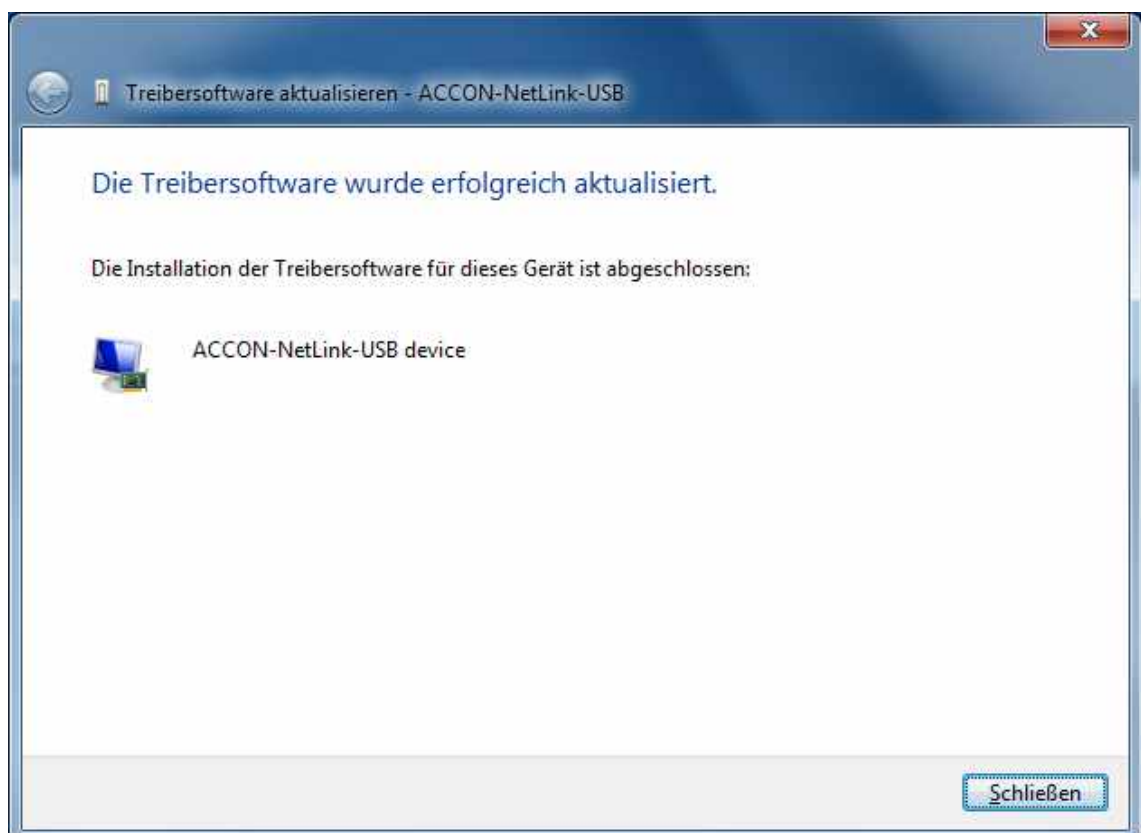 Treibersoftware aktualisieren - ACCON-NetLink-USB
Die Treibersoftware wurde erfolgreich aktualisiert.
Die Installation der Treibersoftware für dieses Gerät ist abgeschlossen:
ACCON-NetLink-USB device
Schließen